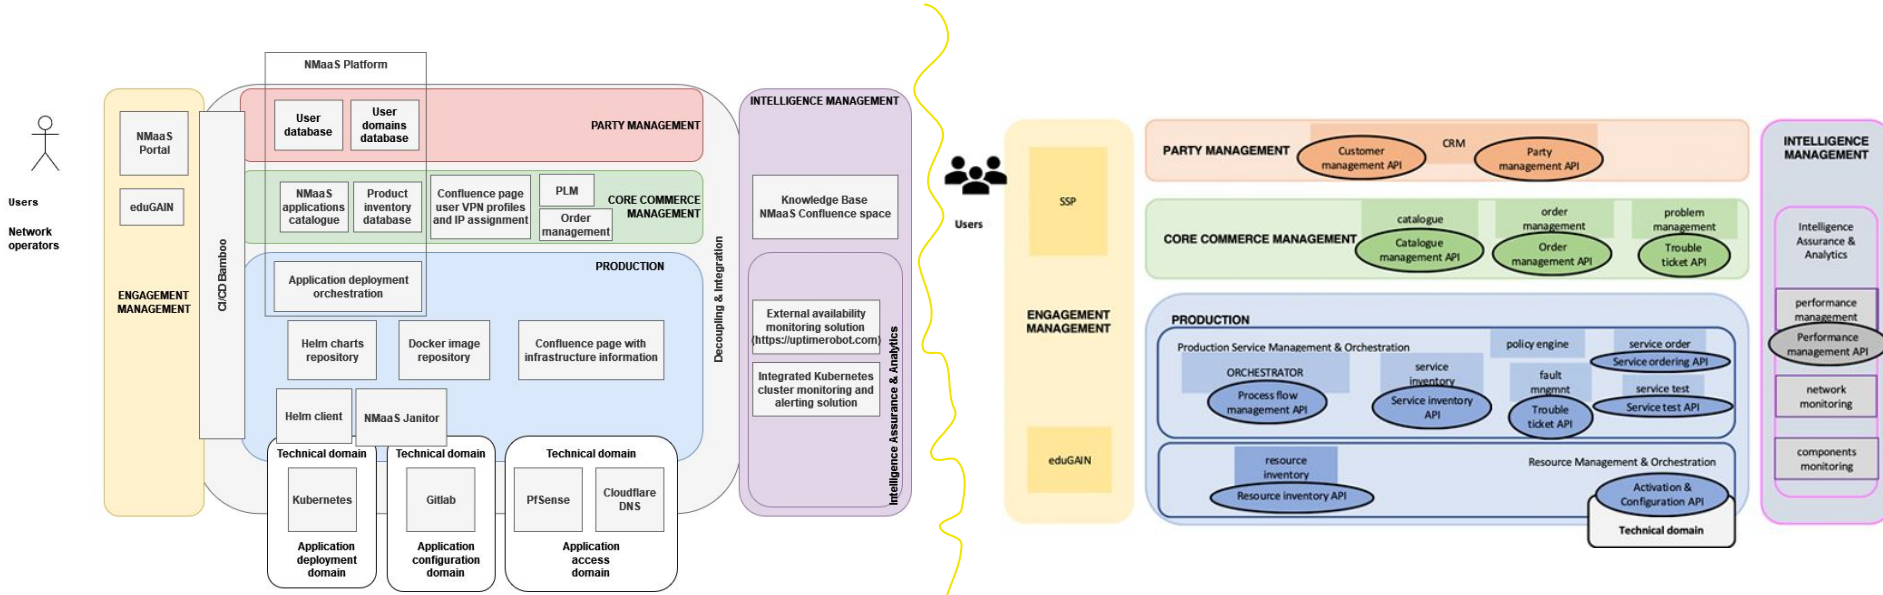 NMaaS Platform
Users
Network
operators
NMaaS
Portal
eduGAIN
ENGAGEMENT
MANAGEMENT
CI/CD Bamboo
User
database
User
domains
database
PARTY MANAGEMENT
NMaaS
applications
catalogue
Product
inventory
database
Confluence page
user VPN profiles
and IP assignment
PLM
Order
management
CORE COMMERCE
MANAGEMENT
PRODUCTION
Application deployment
orchestration
Helm charts
repository
Docker image
repository
Confluence page with
infrastructure information
Helm client
NMaaS Janitor
Technical domain
Kubernetes
Application
deployment
domain
Technical domain
Gitlab
Application
configuration
domain
Technical domain
PfSense
Cloudflare
DNS
Application
access
domain
Decoupling & Integration
INTELLIGENCE MANAGEMENT
Knowledge Base
NMaaS Confluence space
External availability
monitoring solution
(https://uptimerobot.com)
Integrated Kubernetes
cluster monitoring and
alerting solution
Intelligence Assurance & Analytics
Users
SSP
ENGAGEMENT
MANAGEMENT
eduGAIN
PARTY MANAGEMENT
CRM
Customer
management API
Party
management API
CORE COMMERCE MANAGEMENT
catalogue
Catalogue
management API
order
management
Order
management API
problem
management
Trouble
ticket API
PRODUCTION
Production Service Management & Orchestration
ORCHESTRATOR
Process flow
management API
service
inventory
Service inventory
API
policy engine
fault
mngmnt
Trouble
ticket API
service order
Service ordering API
service test
Service test API
resource
inventory
Resource inventory API
Resource Management & Orchestration
Activation &
Configuration API
Technical domain
INTELLIGENCE
MANAGEMENT
Intelligence
Assurance &
Analytics
performance
management
Performance
management API
network
monitoring
components
monitoring